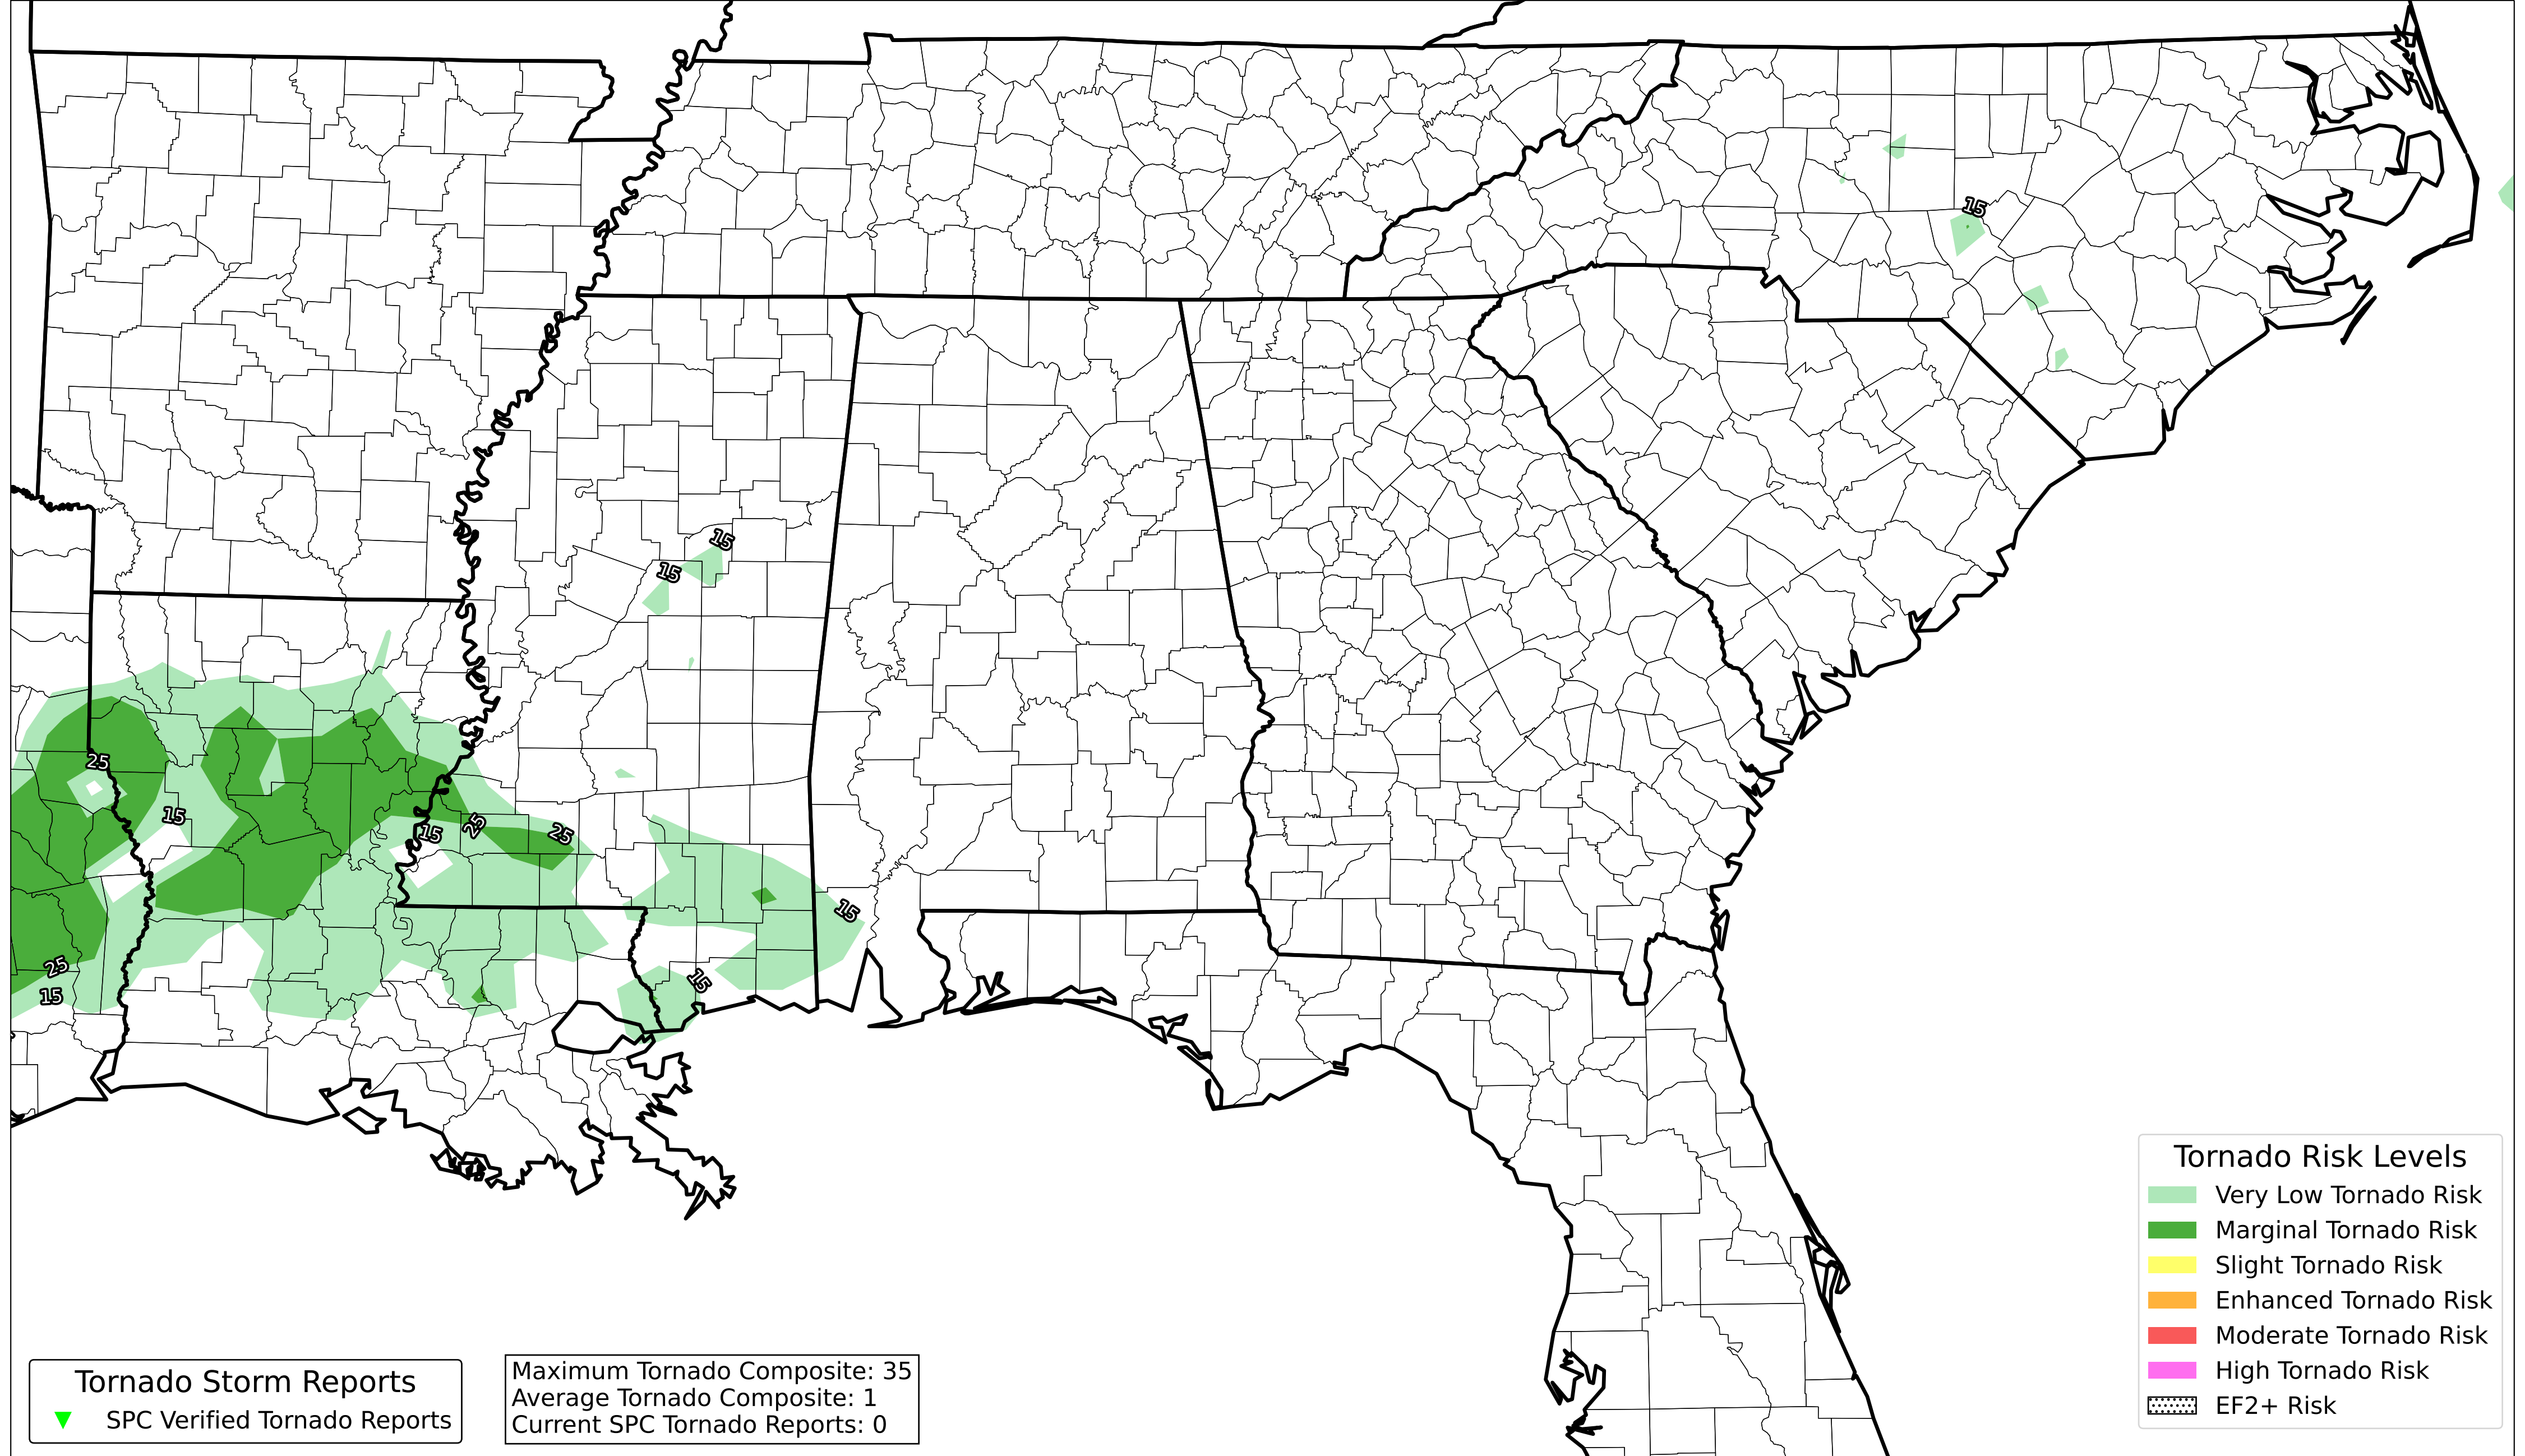 15
15
15
25
15
15
25
25
15
15
25
15
Tornado Risk Levels
Very Low Tornado Risk
Marginal Tornado Risk
Slight Tornado Risk
Enhanced Tornado Risk
Moderate Tornado Risk
High Tornado Risk
EF2+ Risk
Tornado Storm Reports
SPC Verified Tornado Reports
Maximum Tornado Composite: 35
Average Tornado Composite: 1
Current SPC Tornado Reports: 0